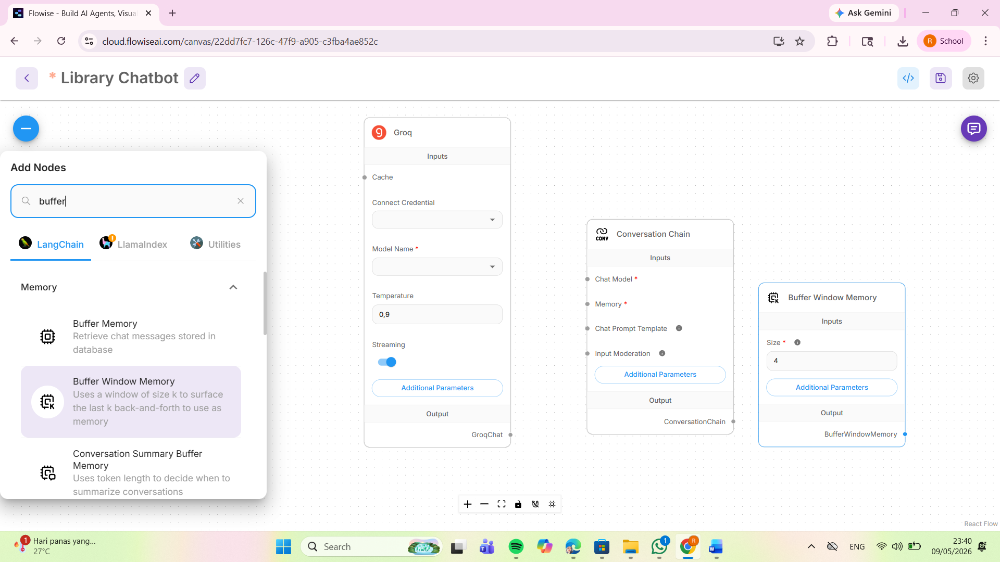 Flowise - Build AI Agents, Visua
Ask Gemini
cloud.flowiseai.com/canvas/22dd7fc7-126c-47f9-a905-c3fba4ae852c
R
School
* Library Chatbot
Add Nodes
buffer
LangChain
LlamaIndex
Utilities
Memory
Buffer Memory
Retrieve chat messages stored in
database
Buffer Window Memory
Uses a window of size k to surface
the last k back-and-forth to use as
memory
Conversation Summary Buffer
Memory
Uses token length to decide when to
summarize conversations
Groq
Inputs
Cache
Connect Credential
Model Name *
Temperature
0,9
Streaming
Additional Parameters
Output
GroqChat
CONV
Conversation Chain
Inputs
Chat Model *
Memory *
Chat Prompt Template
Input Moderation
Additional Parameters
Output
ConversationChain
Buffer Window Memory
Inputs
Size *
4
Additional Parameters
Output
BufferWindowMemory
React Flow
1
Hari panas yang...
27°C
Search
1
R
ENG
23:40
09/05/2026